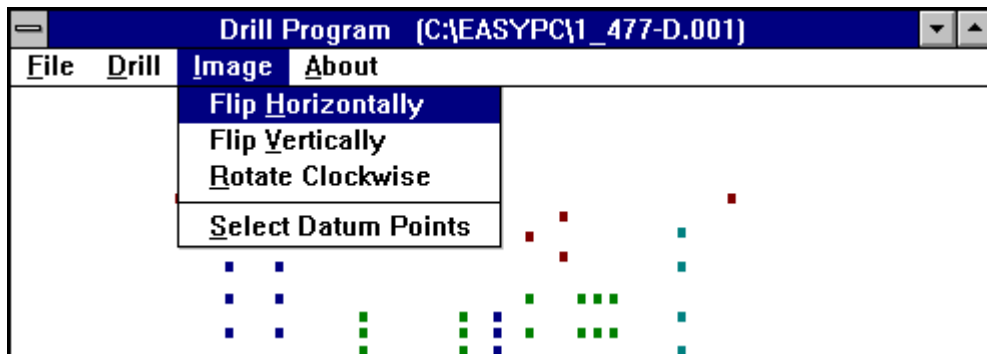 Drill Program (C:\EASYPC\1_477-D.001)
File Drill Image About
Flip Horizontally
Flip Vertically
Rotate Clockwise
Select Datum Points